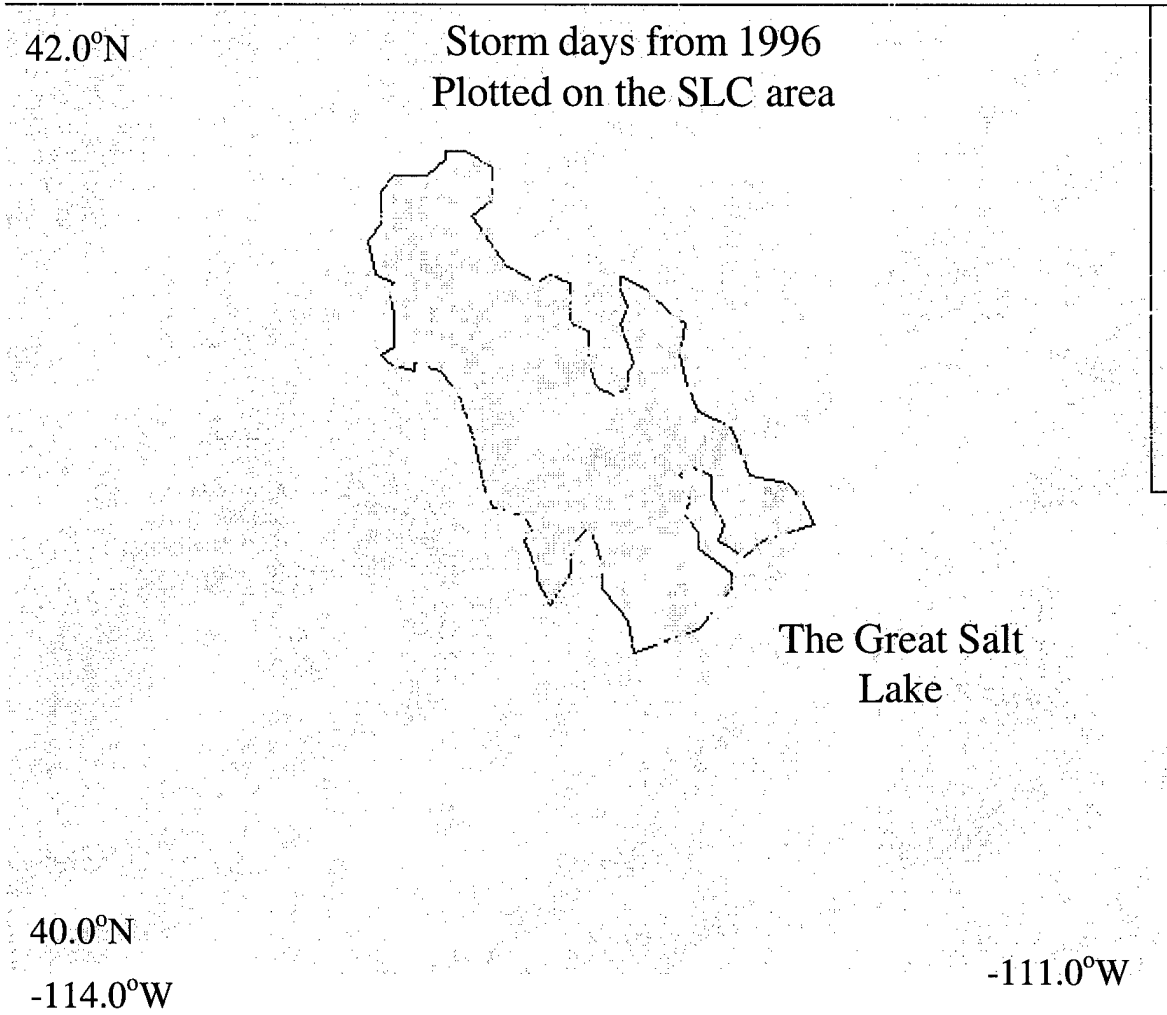 42.0°N
Storm days from 1996
Plotted on the SLC area
The Great Salt
Lake
40.0°N
-111.0°W
-114.0°W